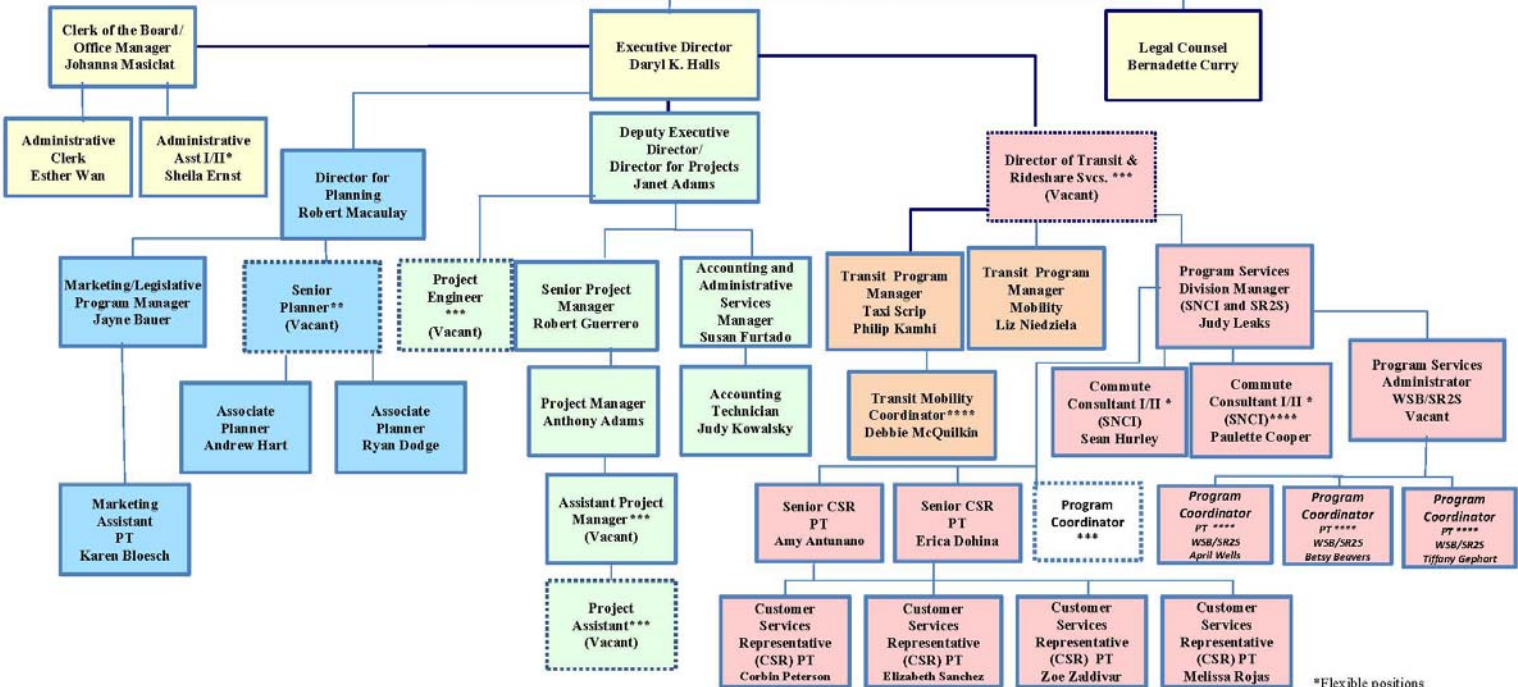 Clerk of the Board/
Office Manager
Johanna Masiclat
Executive Director
Daryl K. Halls
Legal Counsel
Bernadette Curry
Administrative
Clerk
Esther Wan
Administrative
Asst I/II*
Sheila Ernst
Director for
Planning
Robert Macaulay
Deputy Executive
Director/
Director for Projects
Janet Adams
Director of Transit &
Rideshare Svcs. ***
(Vacant)
Marketing/Legislative
Program Manager
Jayne Bauer
Senior
Planner**
(Vacant)
Project
Engineer
***
(Vacant)
Senior Project
Manager
Robert Guerrero
Accounting and
Administrative
Services
Manager
Susan Furtado
Transit Program
Manager
Taxi Scrip
Philip Kamhi
Transit Program
Manager
Mobility
Liz Niedziela
Program Services
Division Manager
(SNCI and SR2S)
Judy Leaks
Associate
Planner
Andrew Hart
Associate
Planner
Ryan Dodge
Project Manager
Anthony Adams
Accounting
Technician
Judy Kowalsky
Transit Mobility
Coordinator****
Debbie McQuilkin
Commute
Consultant I/II *
(SNCI)
Sean Hurley
Commute
Consultant I/II *
(SNCI)****
Paulette Cooper
Program Services
Administrator
WSB/SR2S
Vacant
Marketing
Assistant
PT
Karen Bloesch
Assistant Project
Manager***
(Vacant)
Senior CSR
PT
Amy Antunano
Senior CSR
PT
Erica Dohina
Program
Coordinator
***
Program
Coordinator
PT ****
WSB/SR2S
April Wells
Program
Coordinator
PT ****
WSB/SR2S
Betsy Beavers
Program
Coordinator
PT ****
WSB/SR2S
Tiffany Gephart
Project
Assistant***
(Vacant)
Customer
Services
Representative
(CSR) PT
Corbin Peterson
Customer
Services
Representative
(CSR) PT
Elizabeth Sanchez
Customer
Services
Representative
(CSR) PT
Zoe Zaldivar
Customer
Services
Representative
(CSR) PT
Melissa Rojas
*Flexible positions